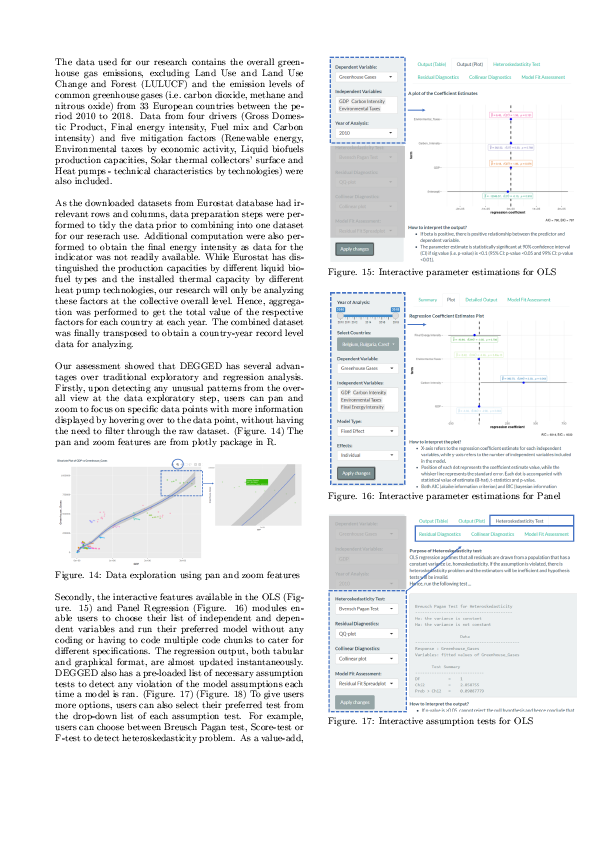 The data used for our research contains the overall green-
house gas emissions, excluding Land Use and Land Use
Change and Forest (LULUCF) and the emission levels of
common greenhouse gases (i.e. carbon dioxide, methane and
nitrous oxide) from 33 European countries between the pe-
riod 2010 to 2018. Data from four drivers (Gross Domes-
tic Product, Final energy intensity, Fuel mix and Carbon
intensity) and five mitigation factors (Renewable energy,
Environmental taxes by economic activity, Liquid biofuels
production capacities, Solar thermal collectors' surface and
Heat pumps - technical characteristics by technologies) were
also included.
As the downloaded datasets from Eurostat database had ir-
relevant rows and columns, data preparation steps were per-
formed to tidy the data prior to combining into one dataset
for our reserach use. Additional computation were also per-
formed to obtain the final energy intensity as data for the
indicator was not readily available. While Eurostat has dis-
tinguished the production capacities by different liquid bio-
fuel types and the installed thermal capacity by different
heat pump technologies, our research will only be analyzing
these factors at the collective overall level. Hence, aggrega-
tion was performed to get the total value of the respective
factors for each country at each year. The combined dataset
was finally transposed to obtain a country-year record level
data for analyzing.
Our assessment showed that DEGGED has several advan-
tages over traditional exploratory and regression analysis.
Firstly, upon detecting any unusual patterns from the over-
all view at the data exploratory step, users can pan and
zoom to focus on specific data points with more information
displayed by hovering over to the data point, without having
the need to filter through the raw dataset. (Figure. 14) The
pan and zoom features are from plotly package in R.
Figure. 14: Data exploration using pan and zoom features
Secondly, the interactive features available in the OLS (Fig-
ure. 15) and Panel Regression (Figure. 16) modules en-
able users to choose their list of independent and depen-
dent variables and run their preferred model without any
coding or having to code multiple code chunks to cater for
different specifications. The regression output, both tabular
and graphical format, are almost updated instantaneously.
DEGGED also has a pre-loaded list of necessary assumption
tests to detect any violation of the model assumptions each
time a model is ran. (Figure. 17) (Figure. 18) To give users
more options, users can also select their preferred test from
the drop-down list of each assumption test. For example,
users can choose between Breusch Pagan test, Score-test or
F-test to detect heteroskedasticity problem. As a value-add,
Dependent Variable:
Greenhouse Gases
Independent Variables:
GDP Carbon Intensity
Environmental Taxes
Year of Analysis:
2010
Apply changes
Output (Table) Output (Plot) Heteroskedasticity Test
Residual Diagnostics Collinear Diagnostics Model Fit Assessment
A plot of the Coefficient Estimates
regression coefficient
How to interpret the output?
If beta is positive, there is positive relationship between the predictor and
dependent variable.
The parameter estimate is statistically significant at 90% confidence interval
(CI) if sig value (i.e. p value) is <0.1 (95% CI: p-value <0.05 and 99% CI: p-value
<0.01).
Figure. 15: Interactive parameter estimations for OLS
Year of Analysis:
Select Countries:
Belgium, Bulgaria, Czech
Dependent Variable:
Greenhouse Gases
Independent Variables:
GDP Carbon Intensity
Environmental Taxes
Final Energy Intensity
Model Type:
Fixed Effect
Effects:
Individual
Apply changes
Summary Plot Detailed Output Model Fit Assessment
Regression Coefficient Estimates Plot
regression coefficient
How to interpret the plot?
X-axis refers to the regression coefficient estimate for each independent
variables, while y-axis refers to the number of independent variables included
in the model.
Position of each dot represents the coefficient estimate value, while the
whisker line represents the standard error. Each dot is accompanied with
statistical value of estimate (B-hat), t-statistics and p-value.
Both AIC (akaike information criteria) and BIC (bayesian information
Figure. 16: Interactive parameter estimations for Panel
Heteroskedasticity Test:
Breusch Pagan Test
Residual Diagnostics:
QQ plot
Collinear Diagnostics:
Collinear plot
Model Fit Assessment:
Residual Fit Spread plot
Apply changes
Output (Table) Output (Plot) Heteroskedasticity Test
Residual Diagnostics Collinear Diagnostics Model Fit Assessment
Purpose of Heteroskedasticity test:
OLS regression assumes that all residuals are drawn from a population that has a
constant variance i.e. homoskedasticity. If the assumption is violated, there is
heteroskedasticity problem and the estimators will be inefficient and hypothesis
tests will be invalid.
Hence, run the following test ...
Breusch Pagan Test for Heteroskedasticity
Ho: the variance is constant
Ha: the variance is not constant
Data
Response : Greenhouse_Gases
Variables: fitted values of Greenhouse_Gases
Test Summary
DF = 1
How to interpret the output?
Figure. 17: Interactive assumption tests for OLS